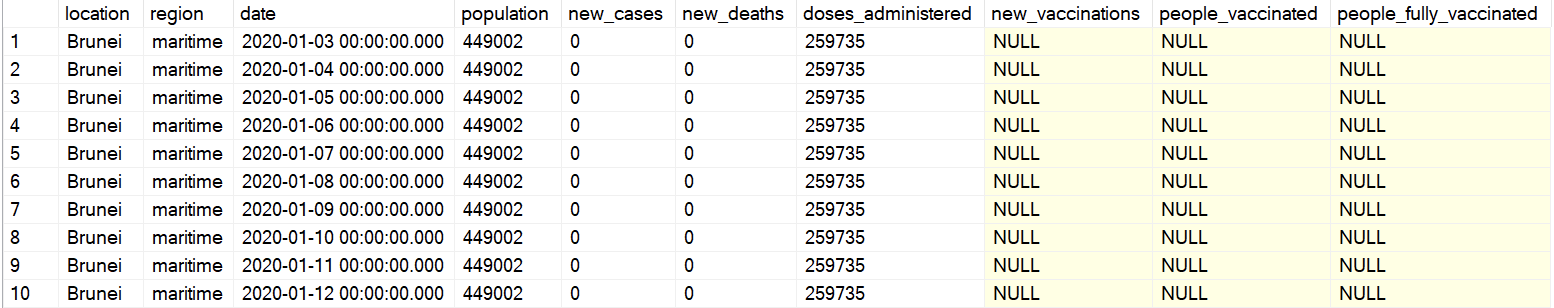 location region date population new_cases new_deaths doses_administered new_vaccinations people_vaccinated people_fully_vaccinated
1 Brunei maritime 2020-01-03 00:00:00.000 449002 0 0 259735 NULL NULL NULL
2 Brunei maritime 2020-01-04 00:00:00.000 449002 0 0 259735 NULL NULL NULL
3 Brunei maritime 2020-01-05 00:00:00.000 449002 0 0 259735 NULL NULL NULL
4 Brunei maritime 2020-01-06 00:00:00.000 449002 0 0 259735 NULL NULL NULL
5 Brunei maritime 2020-01-07 00:00:00.000 449002 0 0 259735 NULL NULL NULL
6 Brunei maritime 2020-01-08 00:00:00.000 449002 0 0 259735 NULL NULL NULL
7 Brunei maritime 2020-01-09 00:00:00.000 449002 0 0 259735 NULL NULL NULL
8 Brunei maritime 2020-01-10 00:00:00.000 449002 0 0 259735 NULL NULL NULL
9 Brunei maritime 2020-01-11 00:00:00.000 449002 0 0 259735 NULL NULL NULL
10 Brunei maritime 2020-01-12 00:00:00.000 449002 0 0 259735 NULL NULL NULL